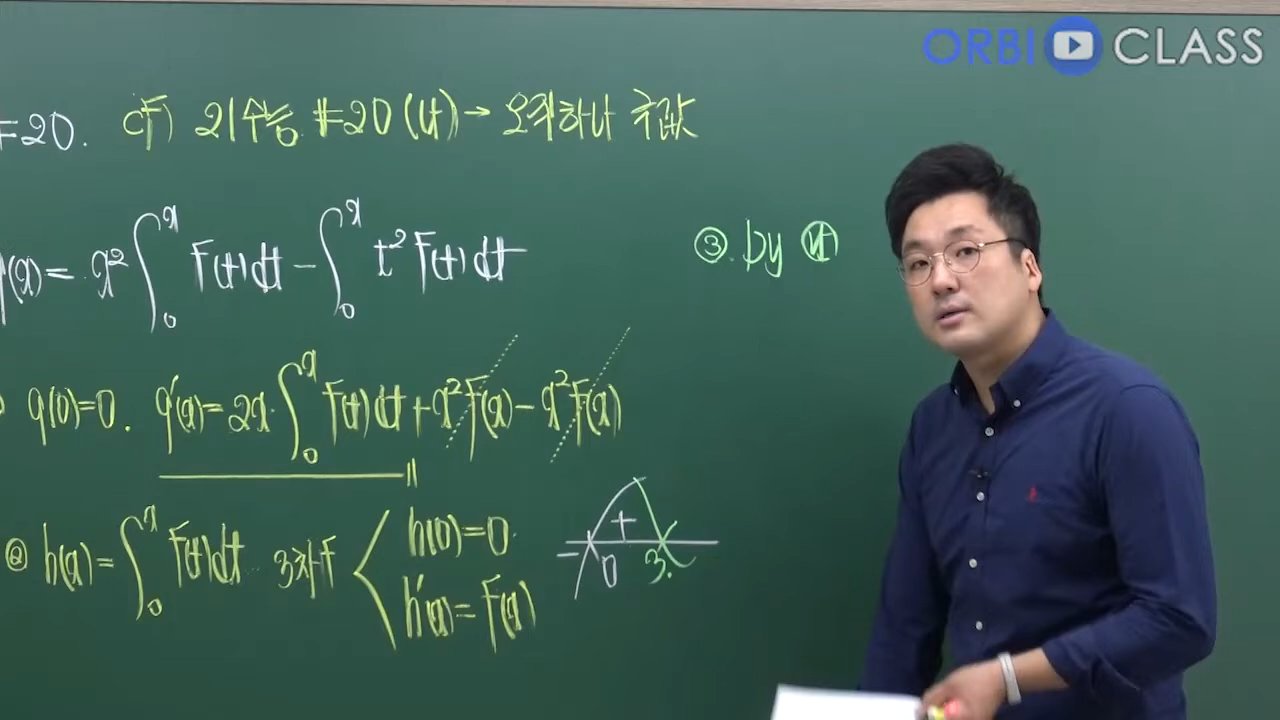 ORBI CLASS
#20. cf) 21수능 #20 (나) → 오직하나 극값
g(x) = x² ∫₀ˣ f(t)dt - ∫₀ˣ t² f(t)dt
③. by (나)
g(0)=0. g'(x) = 2x ∫₀ˣ f(t)dt + x²f(x) - x²f(x)
② h(x) = ∫₀ˣ f(t)dt 3차 F
h(0)=0
h'(x) = f(x)
- + 0 3.